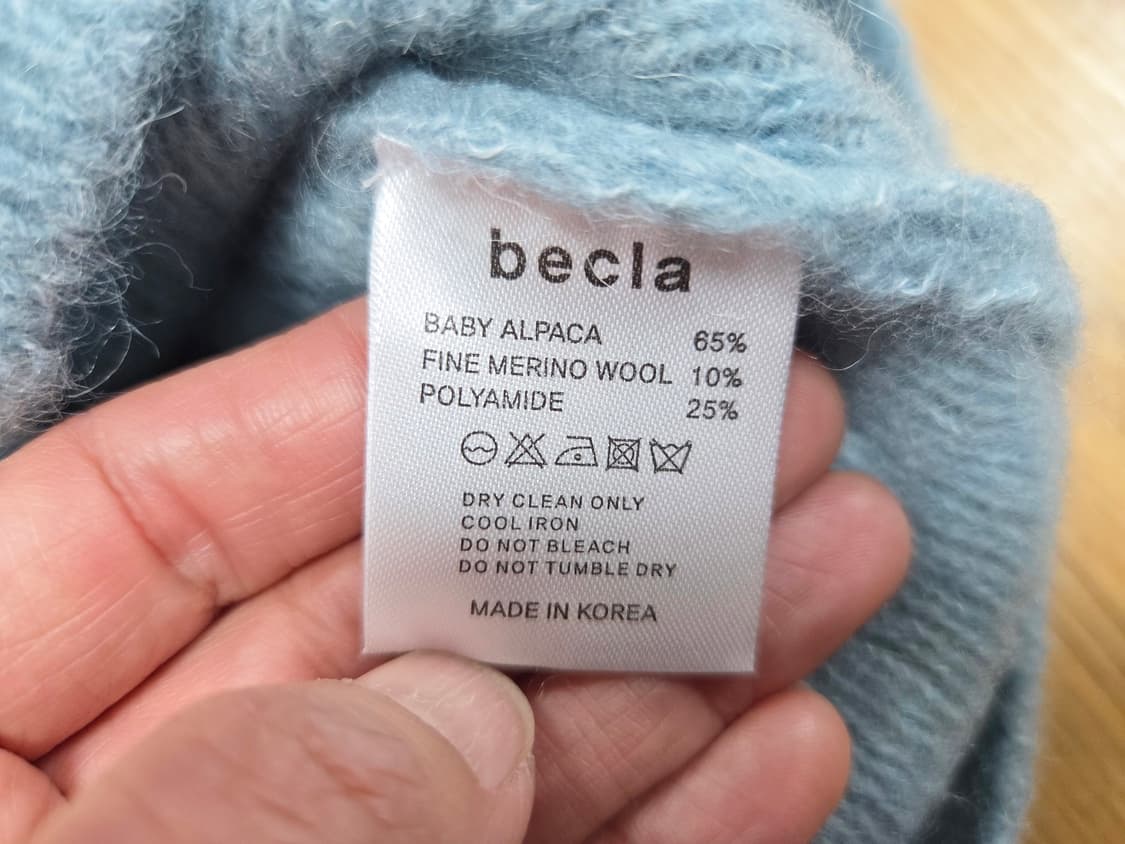 becla
BABY ALPACA 65%
FINE MERINO WOOL 10%
POLYAMIDE 25%
DRY CLEAN ONLY
COOL IRON
DO NOT BLEACH
DO NOT TUMBLE DRY
MADE IN KOREA